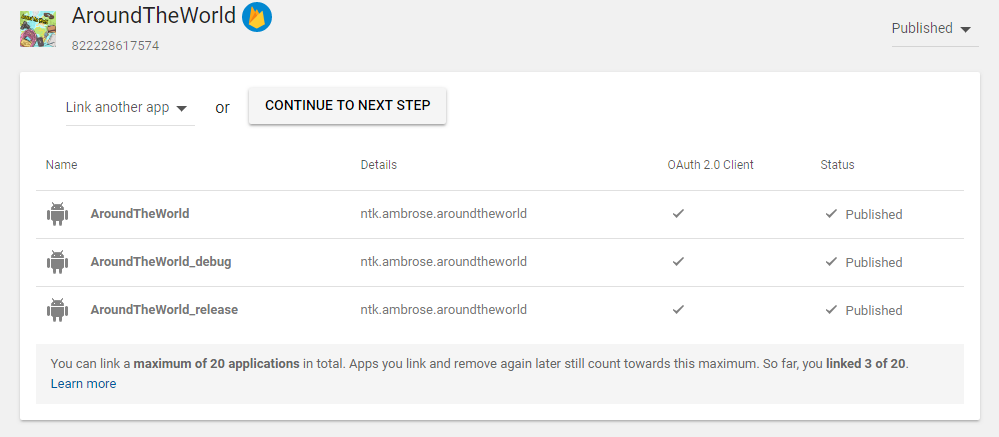 AroundTheWorld
822228617574
Published
Link another app or CONTINUE TO NEXT STEP
Name Details OAuth 2.0 Client Status
AroundTheWorld ntk.ambrose.aroundtheworld Published
AroundTheWorld_debug ntk.ambrose.aroundtheworld Published
AroundTheWorld_release ntk.ambrose.aroundtheworld Published
You can link a maximum of 20 applications in total. Apps you link and remove again later still count towards this maximum. So far, you linked 3 of 20.
Learn more